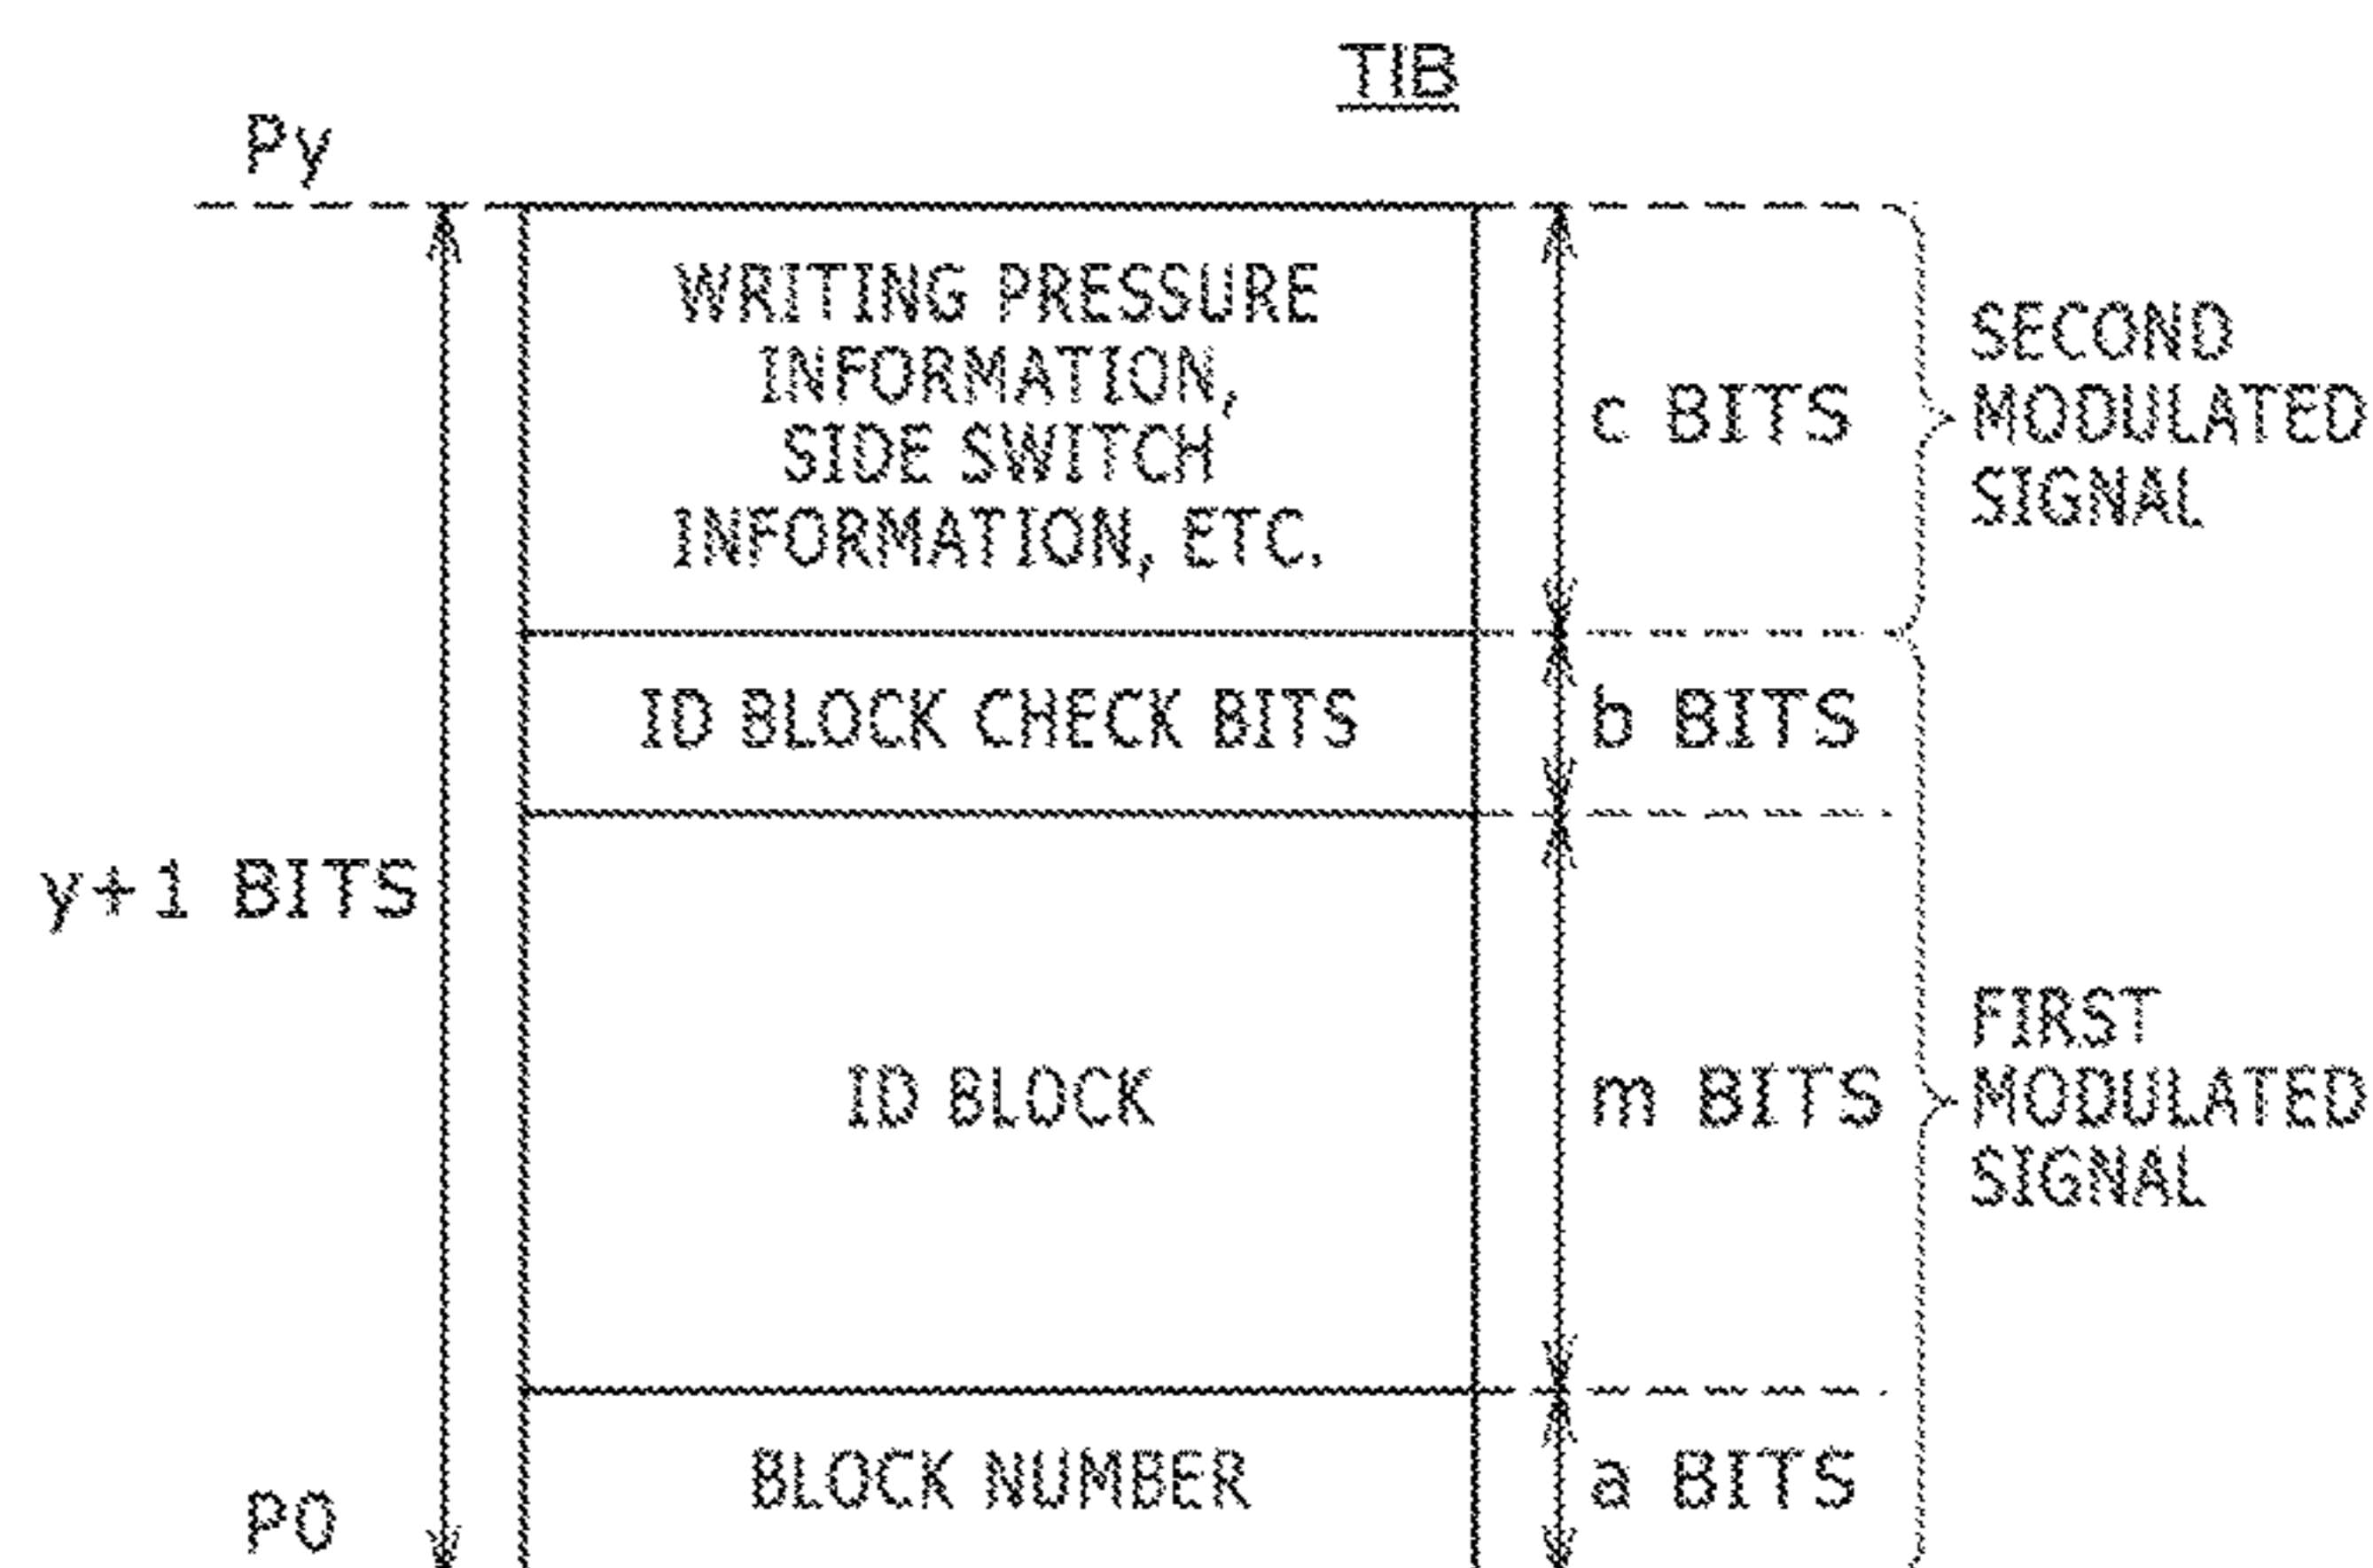 TIB
Py
WRITING PRESSURE
INFORMATION,
SIDE SWITCH
INFORMATION, ETC.
c BITS
SECOND
MODULATED
SIGNAL
ID BLOCK CHECK BITS
b BITS
y+1 BITS
ID BLOCK
m BITS
FIRST
MODULATED
SIGNAL
BLOCK NUMBER
a BITS
P0